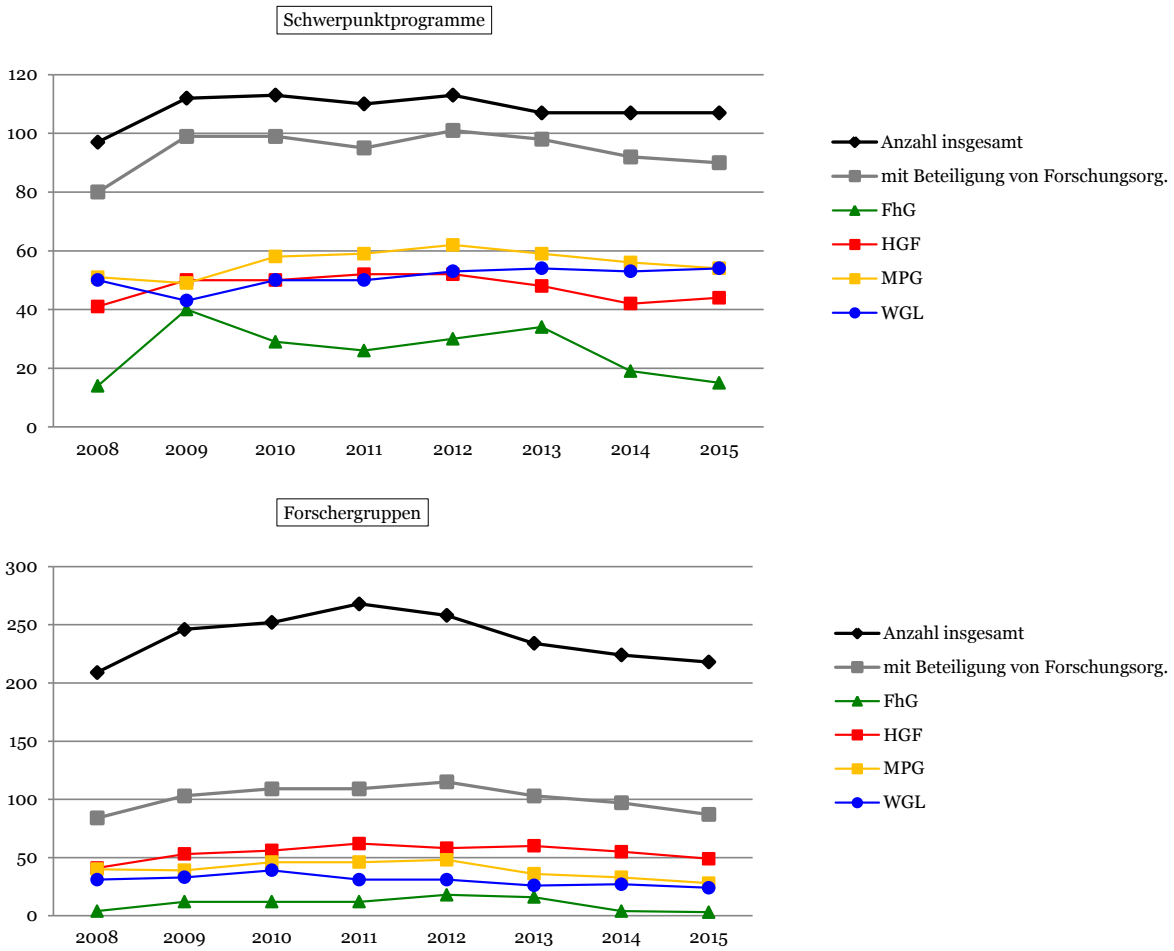 Schwerpunktprogramme
120
100
80
60
40
20
0
2008 2009 2010 2011 2012 2013 2014 2015
Anzahl insgesamt
mit Beteiligung von Forschungsorg.
FhG
HGF
MPG
WGL
Forschergruppen
300
250
200
150
100
50
0
2008 2009 2010 2011 2012 2013 2014 2015
Anzahl insgesamt
mit Beteiligung von Forschungsorg.
FhG
HGF
MPG
WGL